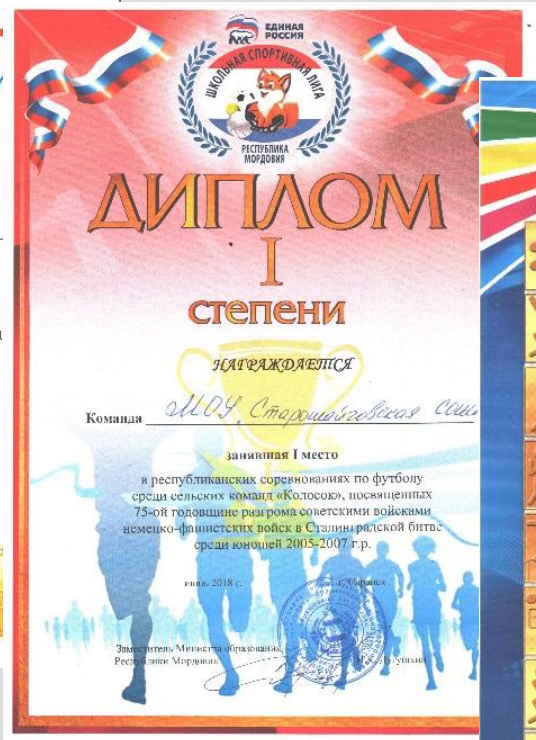 ЕДИНАЯ
РОССИЯ
ШКОЛЬНАЯ СПОРТИВНАЯ ЛИГА
РЕСПУБЛИКА
МОРДОВИЯ
ДИПЛОМ
I
степени
НАГРАЖДАЕТСЯ
Команда МОУ Старошайговская
занявшая I место
в республиканских соревнованиях по футболу
среди сельских команд «Колосок», посвященных
75-ой годовщине разгрома советскими войсками
немецко-фашистских войск в Сталинградской битве
среди юношей 2005-2007 г.р.
июнь 2018 г. г. Саранск
Заместитель Министра образования
Республики Мордовия